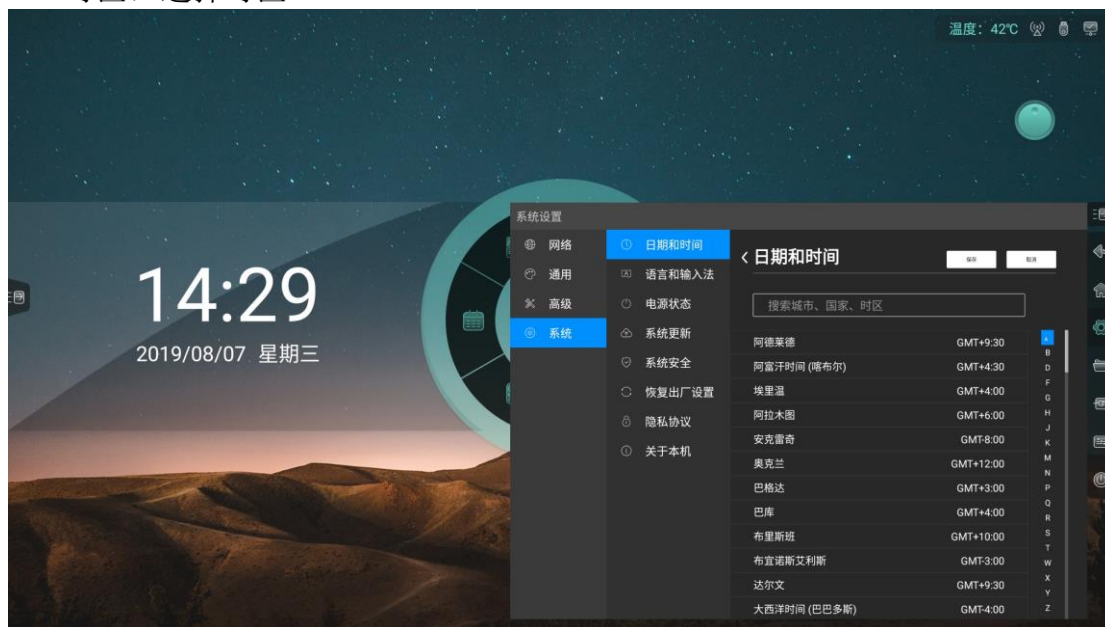 温度：42℃
系统设置
14:29
2019/08/07 星期三
网络
通用
高级
系统
日期和时间
语言和输入法
电源状态
系统更新
系统安全
恢复出厂设置
隐私协议
关于本机
日期和时间
保存 取消
搜索城市、国家、时区
阿德莱德 GMT+9:30
阿富汗时间 (喀布尔) GMT+4:30
埃里温 GMT+4:00
阿拉木图 GMT+6:00
安克雷奇 GMT-8:00
奥克兰 GMT+12:00
巴格达 GMT+3:00
巴库 GMT+4:00
布里斯班 GMT+10:00
布宜诺斯艾利斯 GMT-3:00
达尔文 GMT+9:30
大西洋时间 (巴巴多斯) GMT-4:00
A
B
D
F
G
H
J
K
M
N
P
Q
R
S
T
W
X
Y
Z